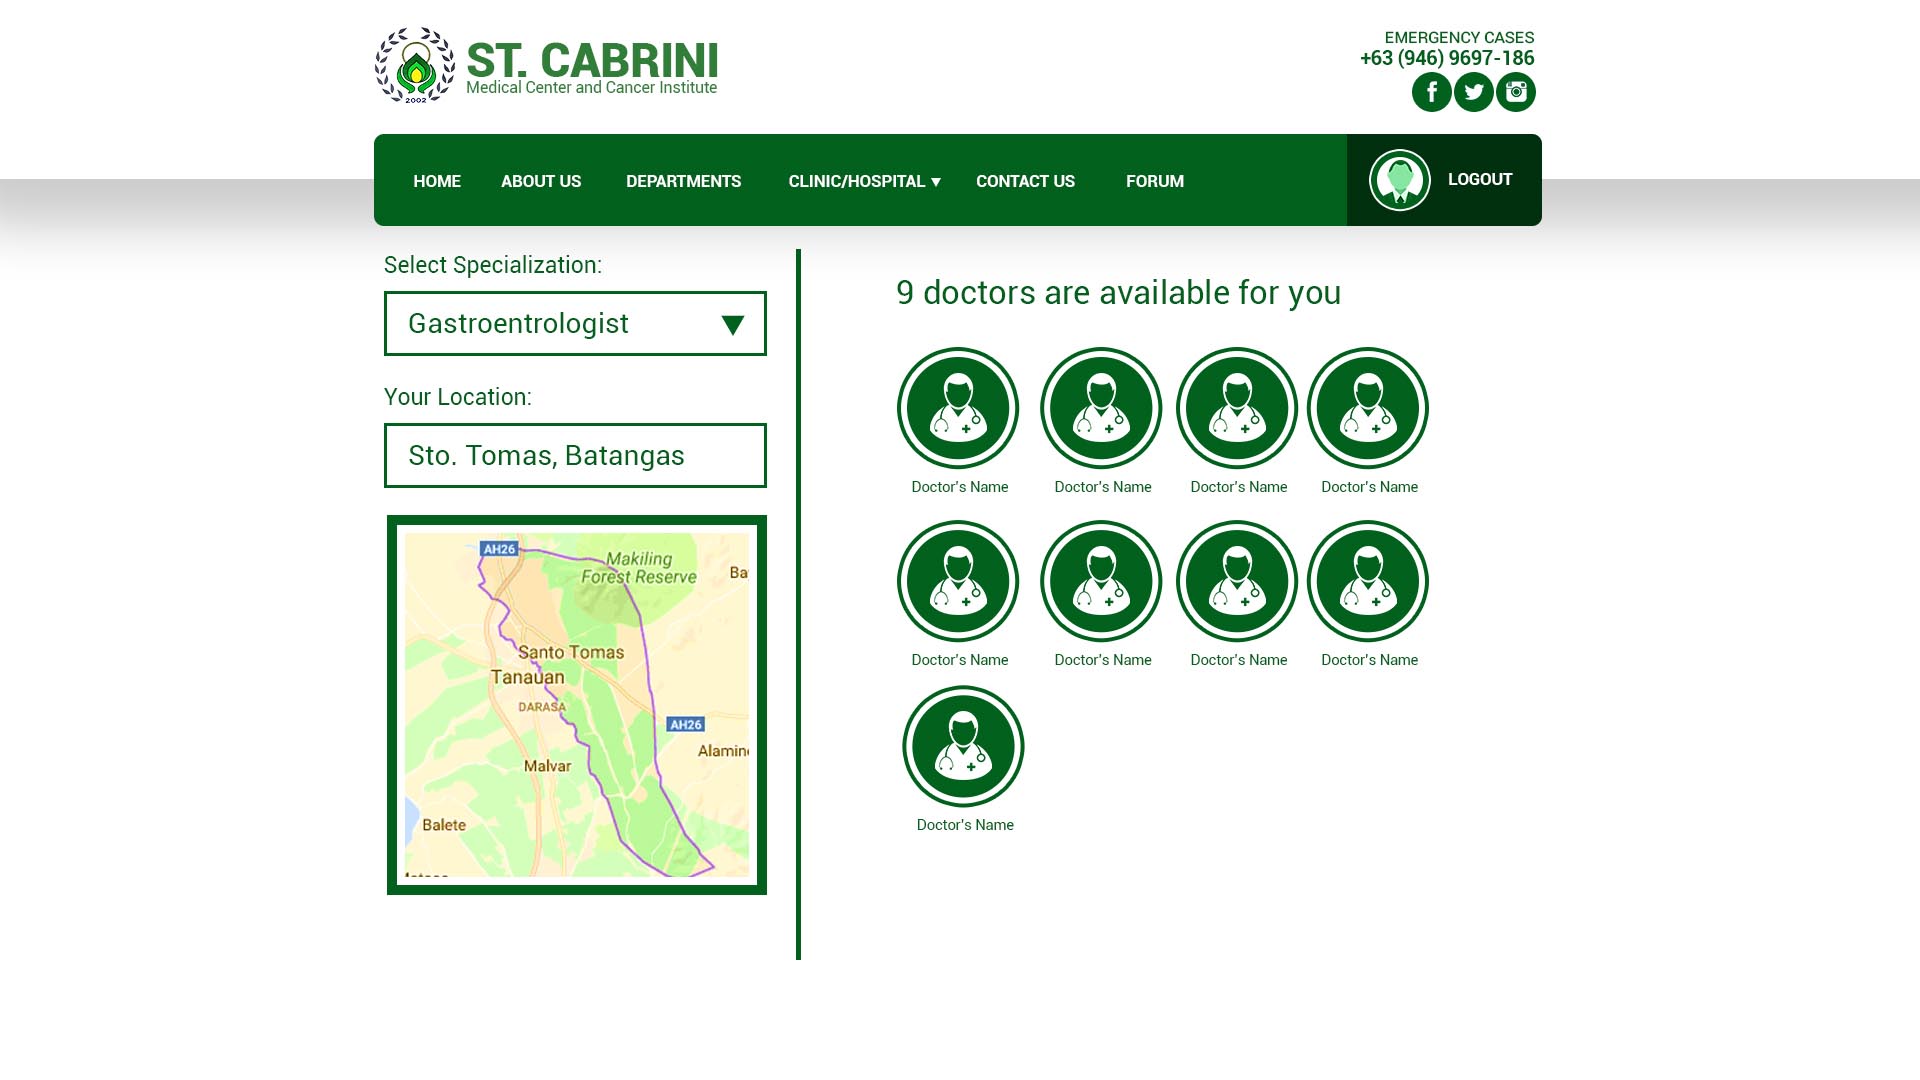 ST. CABRINI
Medical Center and Cancer Institute
2002
EMERGENCY CASES
+63 (946) 9697-186
HOME ABOUT US DEPARTMENTS CLINIC/HOSPITAL CONTACT US FORUM LOGOUT
Select Specialization:
Gastroentrologist
Your Location:
Sto. Tomas, Batangas
AH26
Makiling
Forest Reserve
Ba
Santo Tomas
Tanauan
DARASA
AH26
Alamin
Malvar
Balete
9 doctors are available for you
Doctor's Name Doctor's Name Doctor's Name Doctor's Name
Doctor's Name Doctor's Name Doctor's Name Doctor's Name
Doctor's Name